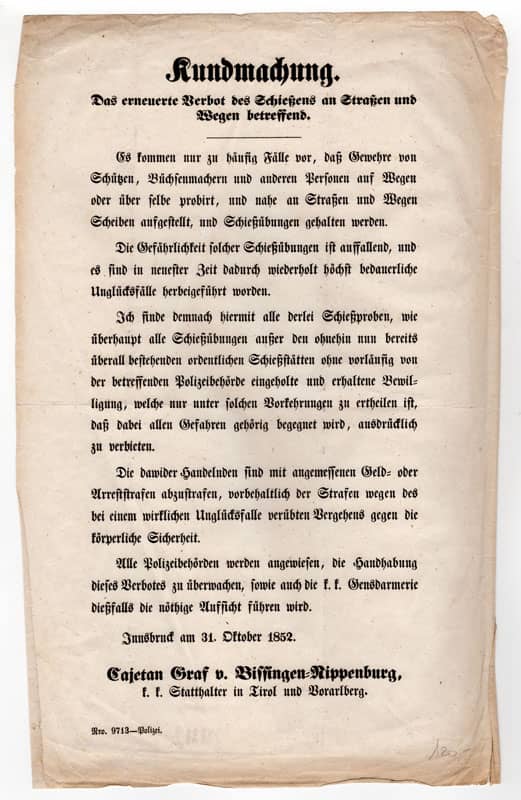 Kundmachung.
Das erneuerte Verbot des Schießens an Straßen und
Wegen betreffend.
Es kommen nur zu häufig Fälle vor, daß Gewehre von
Schützen, Büchsenmachern und anderen Personen auf Wegen
oder über selbe probirt, und nahe an Straßen und Wegen
Scheiben aufgestellt, und Schießübungen gehalten werden.
Die Gefährlichkeit solcher Schießübungen ist auffallend, und
es sind in neuester Zeit dadurch wiederholt höchst bedauerliche
Unglücksfälle herbeigeführt worden.
Ich finde demnach hiermit alle derlei Schießproben, wie
überhaupt alle Schießübungen außer den ohnehin nun bereits
überall bestehenden ordentlichen Schießstätten ohne vorläufig von
der betreffenden Polizeibehörde eingeholte und erhaltene Bewil-
ligung, welche nur unter solchen Vorkehrungen zu ertheilen ist,
daß dabei allen Gefahren gehörig begegnet wird, ausdrücklich
zu verbieten.
Die dawider Handelnden sind mit angemessenen Geld- oder
Arreststrafen abzustrafen, vorbehaltlich der Strafen wegen des
bei einem wirklichen Unglücksfalle verübten Vergehens gegen die
körperliche Sicherheit.
Alle Polizeibehörden werden angewiesen, die Handhabung
dieses Verbotes zu überwachen, sowie auch die k. k. Gensdarmerie
dießfalls die nöthige Aufsicht führen wird.
Innsbruck am 31. Oktober 1852.
Cajetan Graf v. Bissingen-Nippenburg,
k. k. Statthalter in Tirol und Vorarlberg.
Nro. 9713—Polizei.